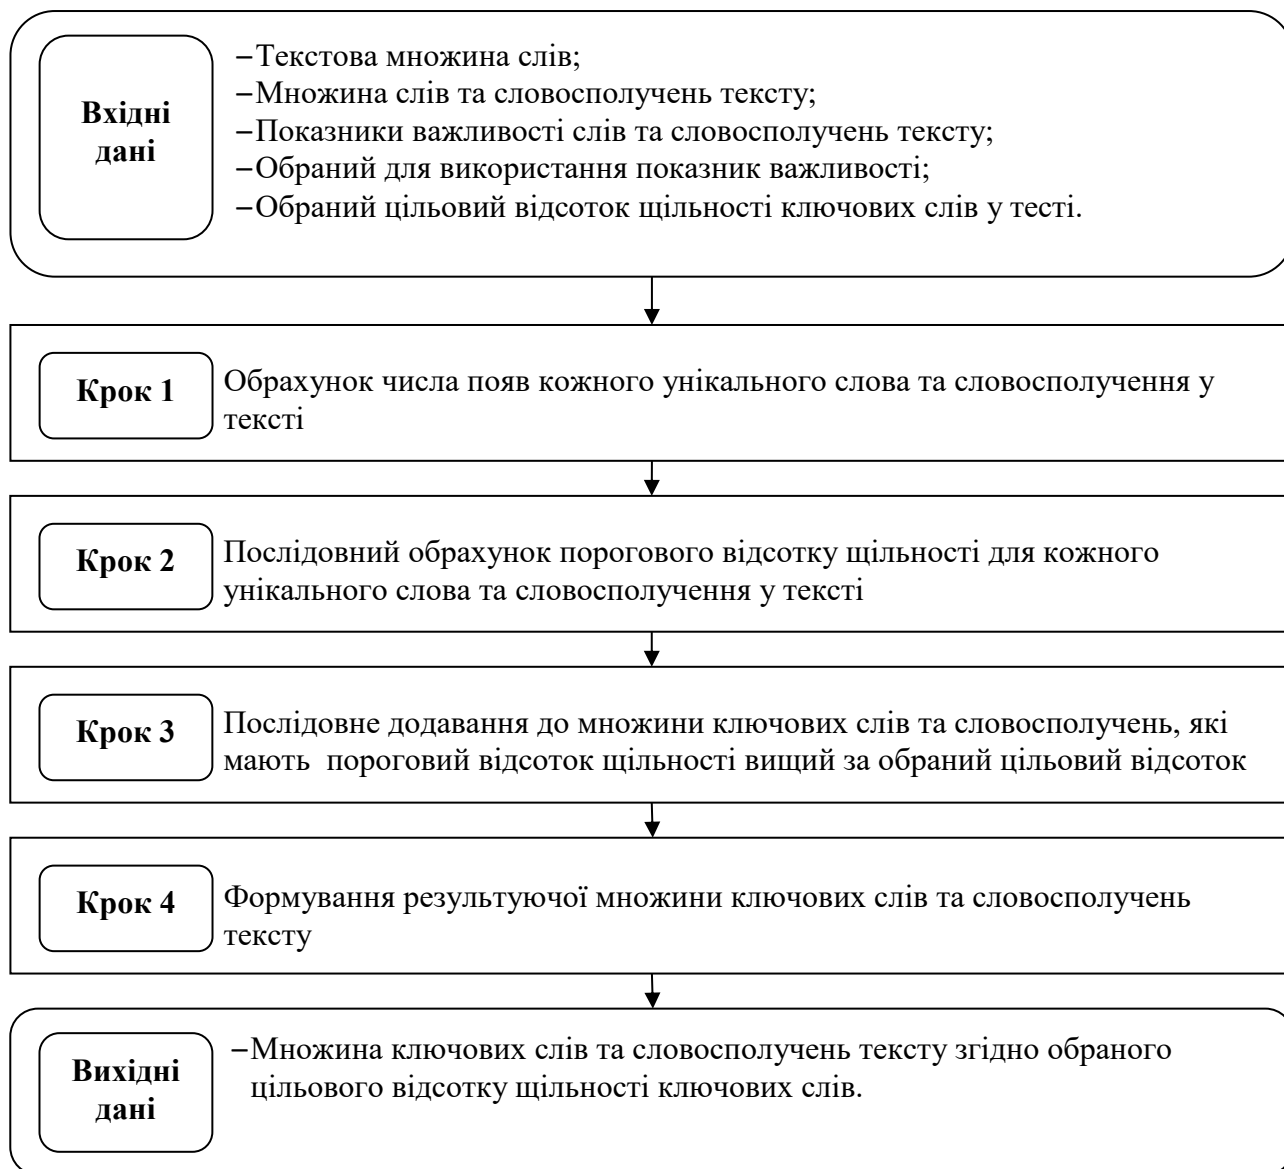 Вхідні
дані
–Текстова множина слів;
–Множина слів та словосполучень тексту;
–Показники важливості слів та словосполучень тексту;
–Обраний для використання показник важливості;
–Обраний цільовий відсоток щільності ключових слів у тесті.
Крок 1
Обрахунок числа появ кожного унікального слова та словосполучення у
тексті
Крок 2
Послідовний обрахунок порогового відсотку щільності для кожного
унікального слова та словосполучення у тексті
Крок 3
Послідовне додавання до множини ключових слів та словосполучень, які
мають  пороговий відсоток щільності вищий за обраний цільовий відсоток
Крок 4
Формування результуючої множини ключових слів та словосполучень
тексту
Вихідні
дані
–Множина ключових слів та словосполучень тексту згідно обраного
цільового відсотку щільності ключових слів.